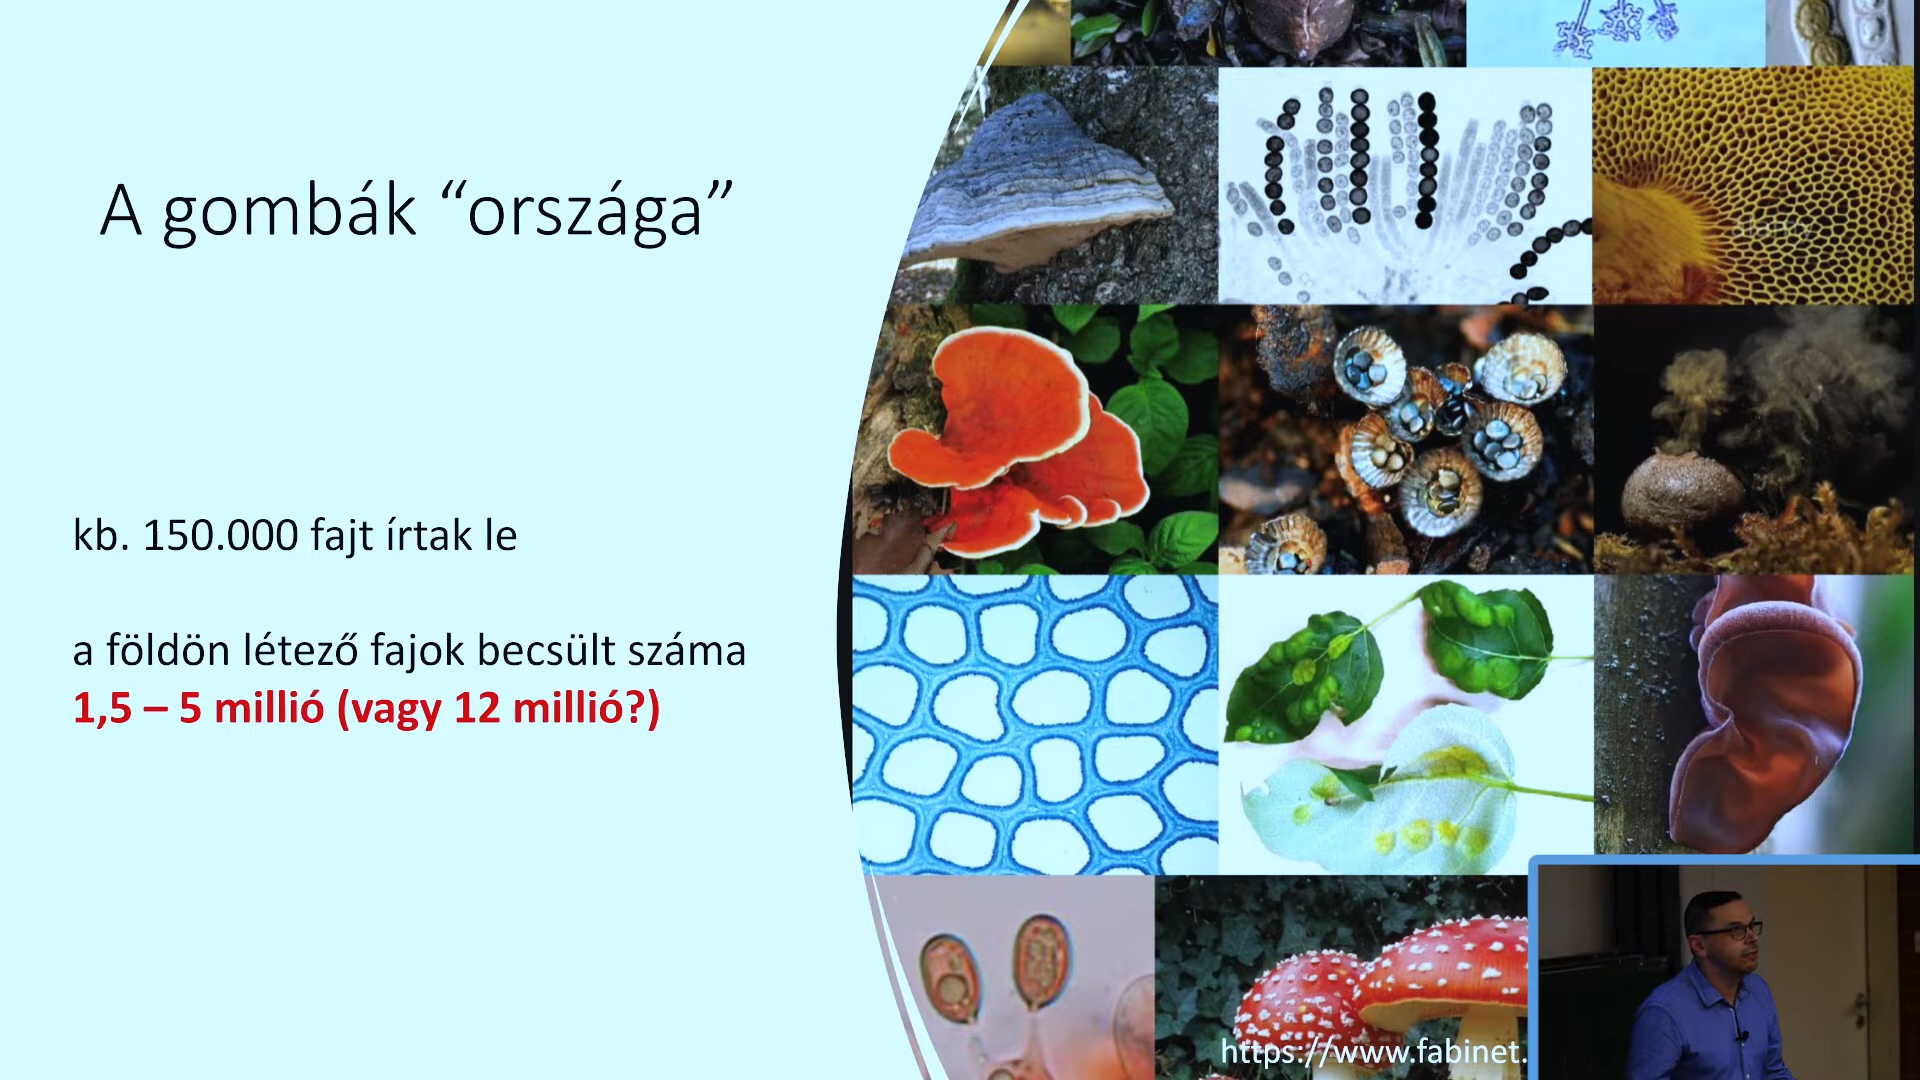 A gombák “országa”
kb. 150.000 fajt írtak le
a földön létező fajok becsült száma
1,5 – 5 millió (vagy 12 millió?)
https://www.fabinet.